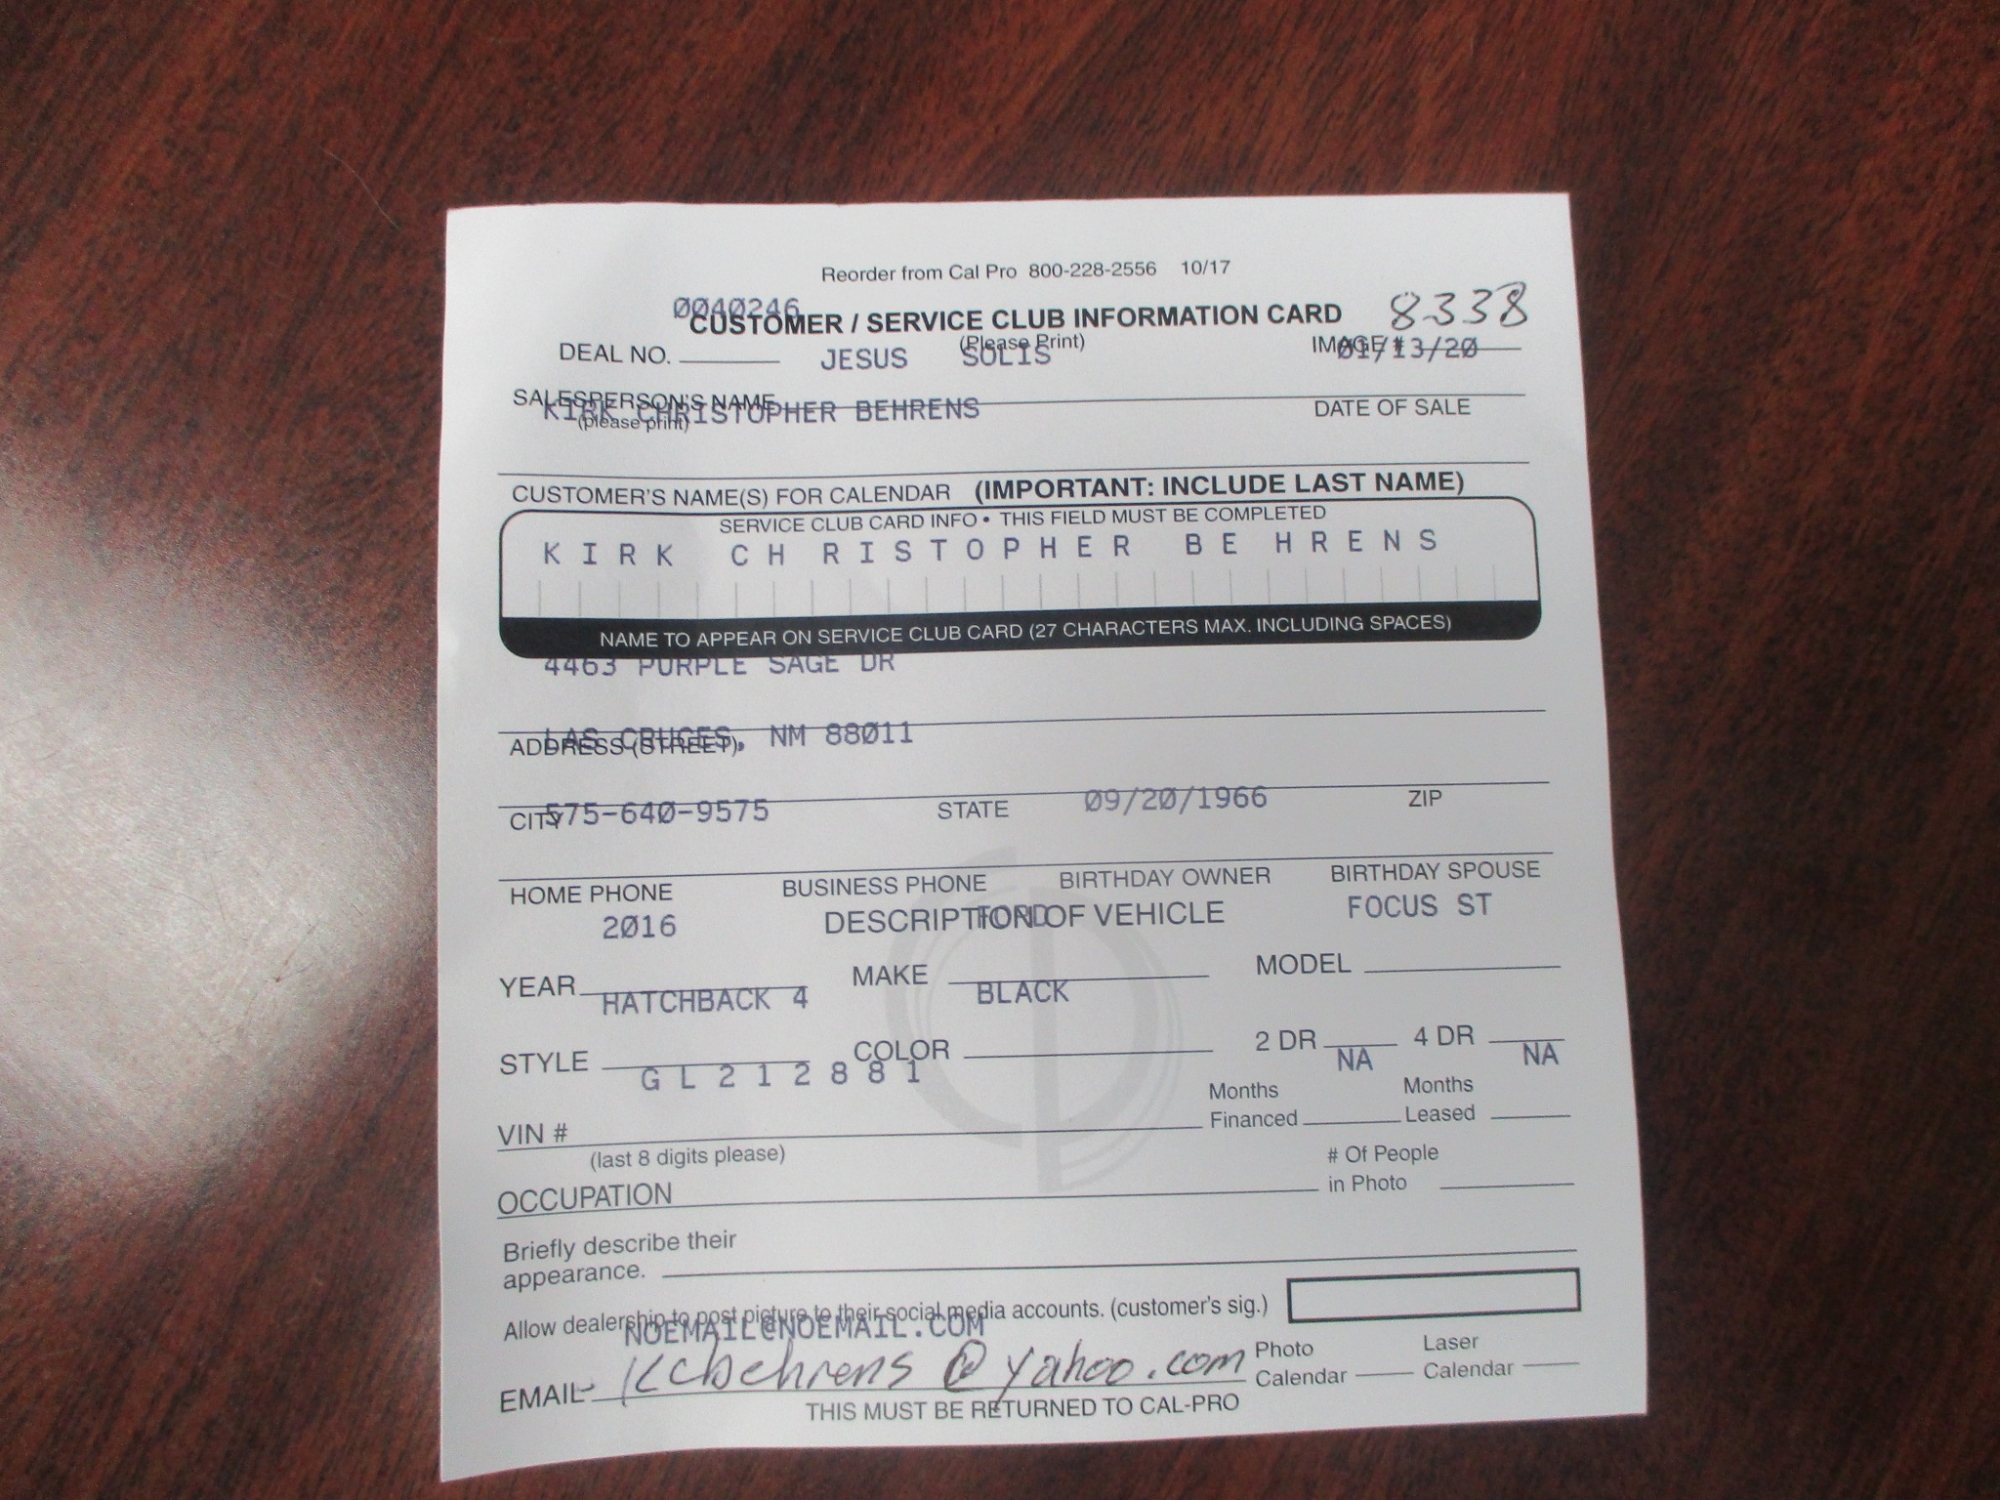 Reorder from Cal Pro 800-228-2556 10/17
0040246
CUSTOMER / SERVICE CLUB INFORMATION CARD 8338
(Please Print)
DEAL NO. JESUS SOLIS IMAGE # 01/13/20
SALESPERSON'S NAME DATE OF SALE
(please print)
KIRK CHRISTOPHER BEHRENS
CUSTOMER'S NAME(S) FOR CALENDAR (IMPORTANT: INCLUDE LAST NAME)
SERVICE CLUB CARD INFO • THIS FIELD MUST BE COMPLETED
KIRK CHRISTOPHER BEHRENS
NAME TO APPEAR ON SERVICE CLUB CARD (27 CHARACTERS MAX. INCLUDING SPACES)
4463 PURPLE SAGE DR
LAS CRUCES, NM 88011
ADDRESS (STREET)
575-640-9575 09/20/1966
CITY STATE ZIP
HOME PHONE BUSINESS PHONE BIRTHDAY OWNER BIRTHDAY SPOUSE
2016 FORD FOCUS ST
DESCRIPTION OF VEHICLE
YEAR MAKE MODEL
HATCHBACK 4 BLACK
STYLE COLOR 2 DR 4 DR
GL212881 NA NA
VIN # Months Financed Months Leased
(last 8 digits please)
OCCUPATION # Of People in Photo
Briefly describe their
appearance.
Allow dealership to post picture to their social media accounts. (customer's sig.)
NOEMAIL@NOEMAIL.COM
EMAIL kcbehrens@yahoo.com Photo Calendar Laser Calendar
THIS MUST BE RETURNED TO CAL-PRO